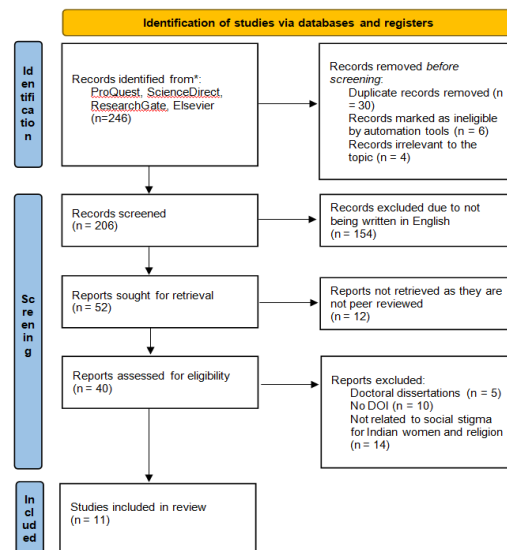 Identification of studies via databases and registers
Id
en
tifi
ca
tio
n
Records identified from*:
ProQuest, ScienceDirect,
ResearchGate, Elsevier
(n=246)
Records removed before
screening:
Duplicate records removed (n
= 30)
Records marked as ineligible
by automation tools (n = 6)
Records irrelevant to the
topic (n = 4)
Sc
re
en
in
g
Records screened
(n = 206)
Records excluded due to not
being written in English
(n = 154)
Reports sought for retrieval
(n = 52)
Reports not retrieved as they are
not peer reviewed
(n = 12)
Reports assessed for eligibility
(n = 40)
Reports excluded:
Doctoral dissertations (n = 5)
No DOI (n = 10)
Not related to social stigma
for Indian women and religion
(n = 14)
In
cl
ud
ed
Studies included in review
(n = 11)